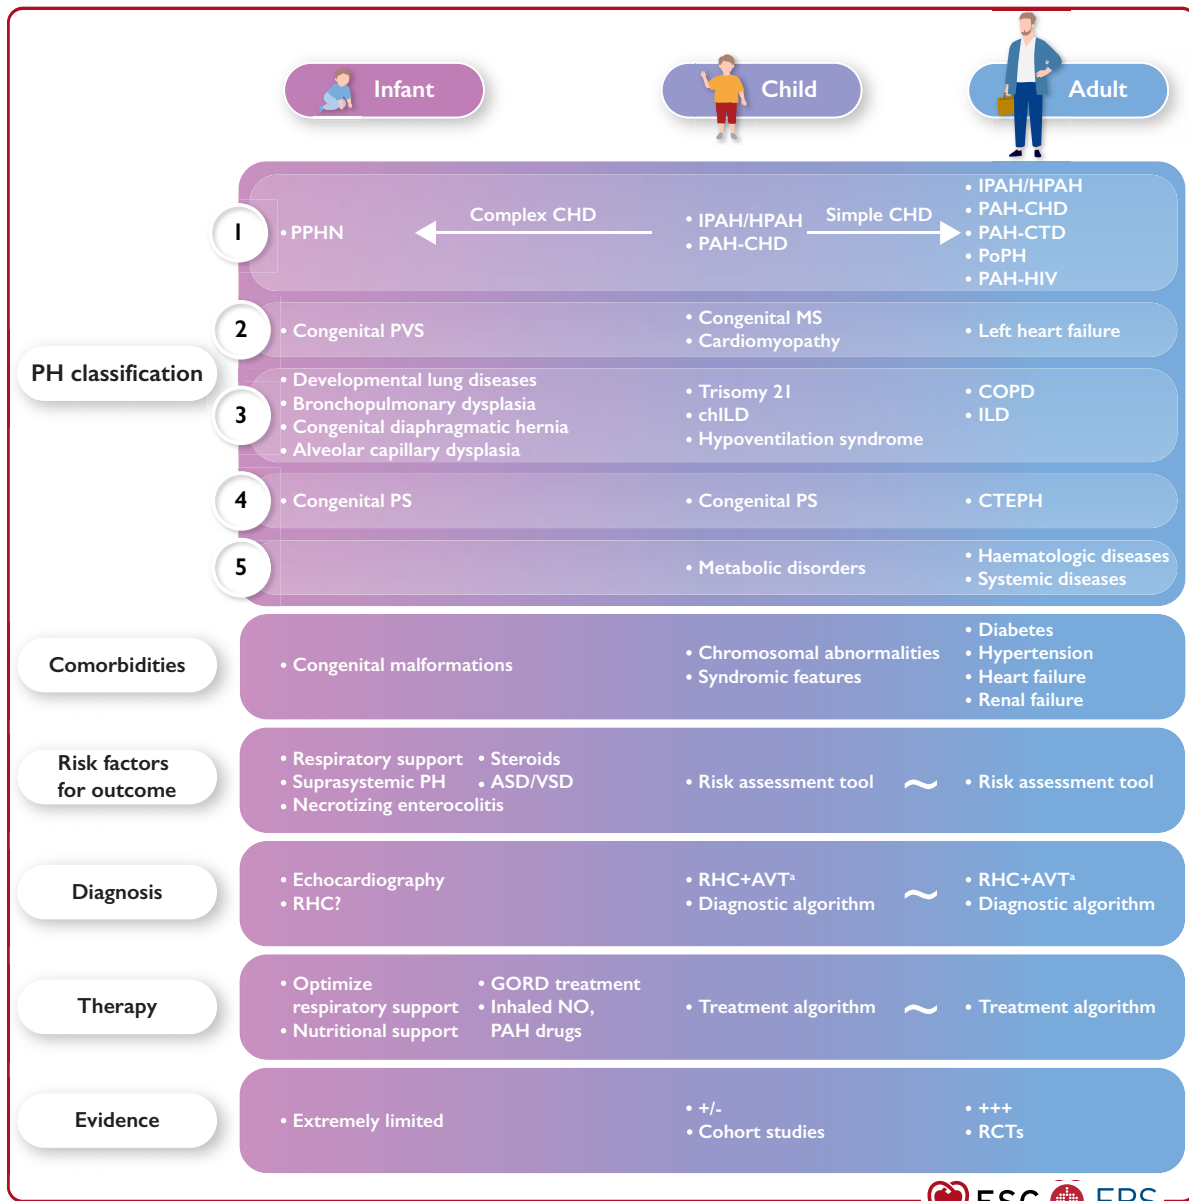 Infant
Child
Adult
PH classification
1
• PPHN
Complex CHD
• IPAH/HPAH
• PAH-CHD
Simple CHD
• IPAH/HPAH
• PAH-CHD
• PAH-CTD
• PoPH
• PAH-HIV
2
• Congenital PVS
• Congenital MS
• Cardiomyopathy
• Left heart failure
3
• Developmental lung diseases
• Bronchopulmonary dysplasia
• Congenital diaphragmatic hernia
• Alveolar capillary dysplasia
• Trisomy 21
• chILD
• Hypoventilation syndrome
• COPD
• ILD
4
• Congenital PS
• Congenital PS
• CTEPH
5
• Metabolic disorders
• Haematologic diseases
• Systemic diseases
Comorbidities
• Congenital malformations
• Chromosomal abnormalities
• Syndromic features
• Diabetes
• Hypertension
• Heart failure
• Renal failure
Risk factors
for outcome
• Respiratory support
• Suprasystemic PH
• Necrotizing enterocolitis
• Steroids
• ASD/VSD
• Risk assessment tool
~
• Risk assessment tool
Diagnosis
• Echocardiography
• RHC?
• RHC+AVTᵃ
• Diagnostic algorithm
~
• RHC+AVTᵃ
• Diagnostic algorithm
Therapy
• Optimize
respiratory support
• Nutritional support
• GORD treatment
• Inhaled NO,
PAH drugs
• Treatment algorithm
~
• Treatment algorithm
Evidence
• Extremely limited
• +/-
• Cohort studies
• +++
• RCTs
ESC ERS